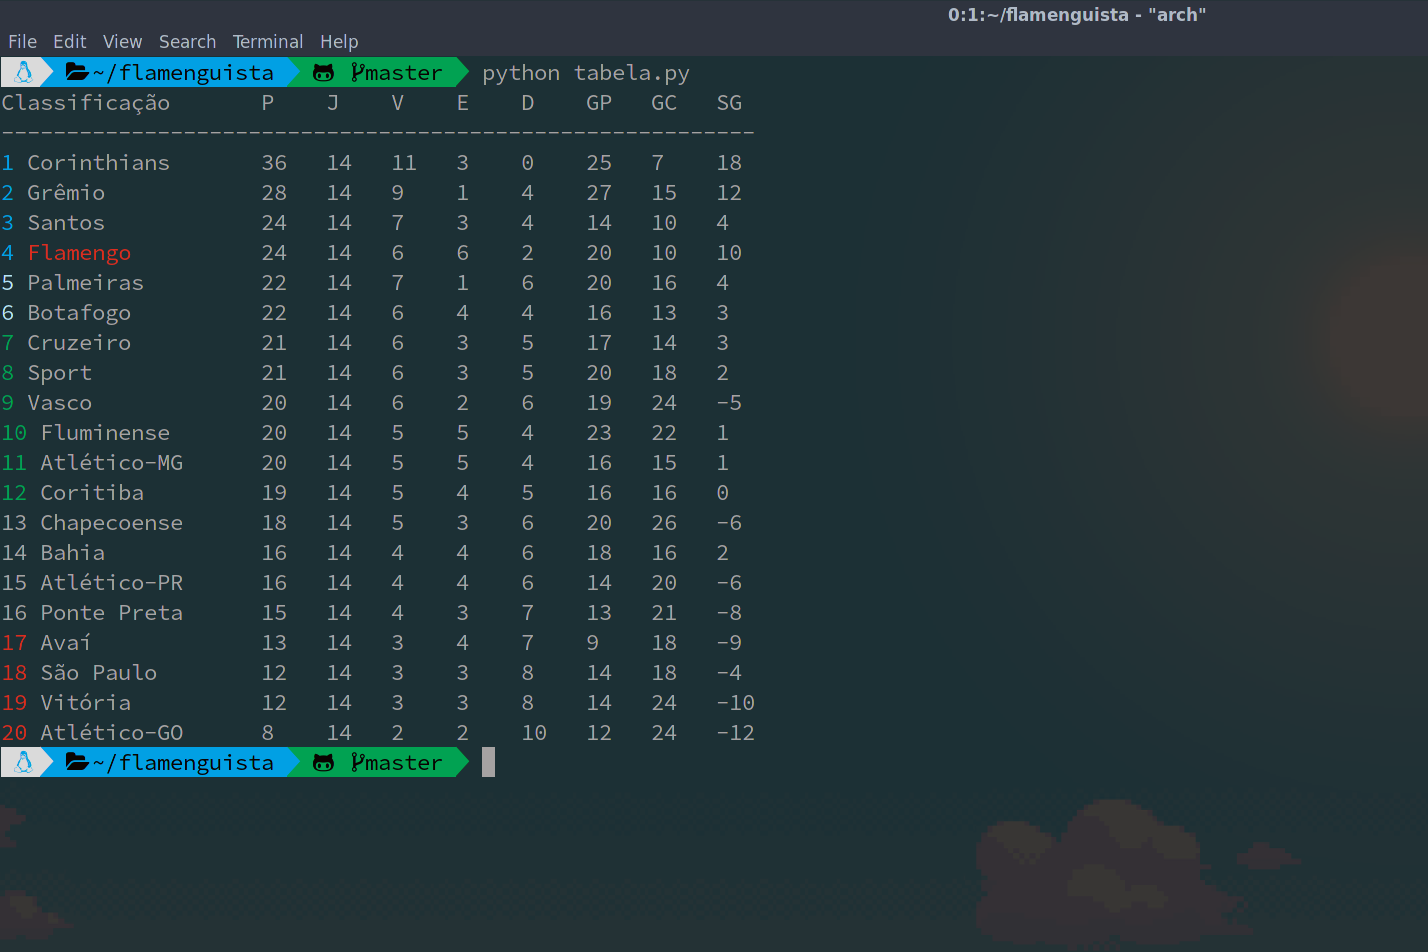 0:1:~/flamenguista - "arch"
File Edit View Search Terminal Help
~/flamenguista master python tabela.py
Classificação P J V E D GP GC SG
----------------------------------------------------------
1 Corinthians 36 14 11 3 0 25 7 18
2 Grêmio 28 14 9 1 4 27 15 12
3 Santos 24 14 7 3 4 14 10 4
4 Flamengo 24 14 6 6 2 20 10 10
5 Palmeiras 22 14 7 1 6 20 16 4
6 Botafogo 22 14 6 4 4 16 13 3
7 Cruzeiro 21 14 6 3 5 17 14 3
8 Sport 21 14 6 3 5 20 18 2
9 Vasco 20 14 6 2 6 19 24 -5
10 Fluminense 20 14 5 5 4 23 22 1
11 Atlético-MG 20 14 5 5 4 16 15 1
12 Coritiba 19 14 5 4 5 16 16 0
13 Chapecoense 18 14 5 3 6 20 26 -6
14 Bahia 16 14 4 4 6 18 16 2
15 Atlético-PR 16 14 4 4 6 14 20 -6
16 Ponte Preta 15 14 4 3 7 13 21 -8
17 Avaí 13 14 3 4 7 9 18 -9
18 São Paulo 12 14 3 3 8 14 18 -4
19 Vitória 12 14 3 3 8 14 24 -10
20 Atlético-GO 8 14 2 2 10 12 24 -12
~/flamenguista master